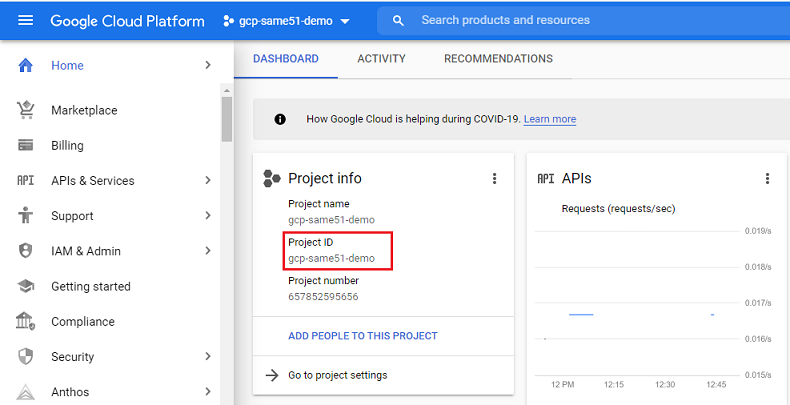 Google Cloud Platform
gcp-same51-demo
Search products and resources
Home
Marketplace
Billing
API APIs & Services
Support
IAM & Admin
Getting started
Compliance
Security
Anthos
DASHBOARD ACTIVITY RECOMMENDATIONS
How Google Cloud is helping during COVID-19. Learn more
Project info
Project name
gcp-same51-demo
Project ID
gcp-same51-demo
Project number
657852595656
ADD PEOPLE TO THIS PROJECT
Go to project settings
API APIs
Requests (requests/sec)
0.019/s
0.018/s
0.017/s
0.016/s
0.015/s
12 PM 12:15 12:30 12:45